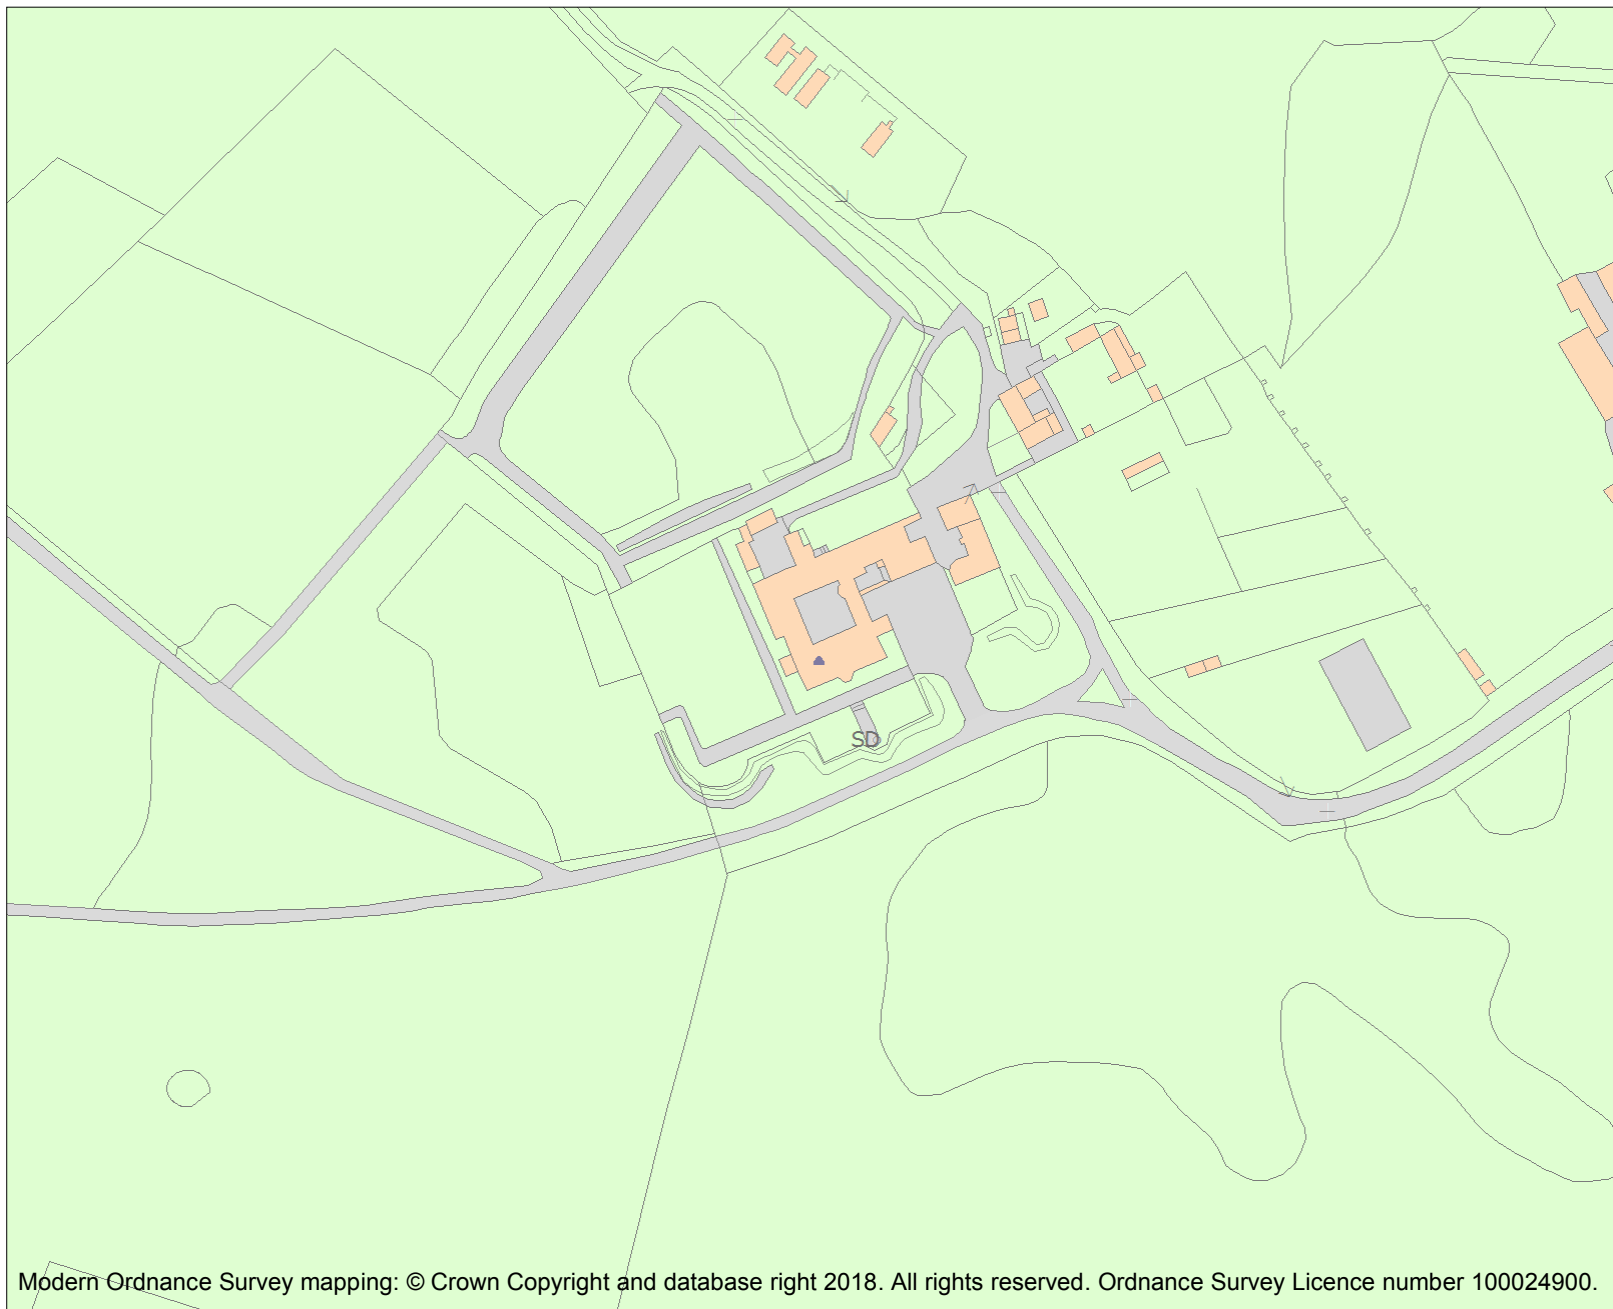 SD
Modern Ordnance Survey mapping: © Crown Copyright and database right 2018. All rights reserved. Ordnance Survey Licence number 100024900.